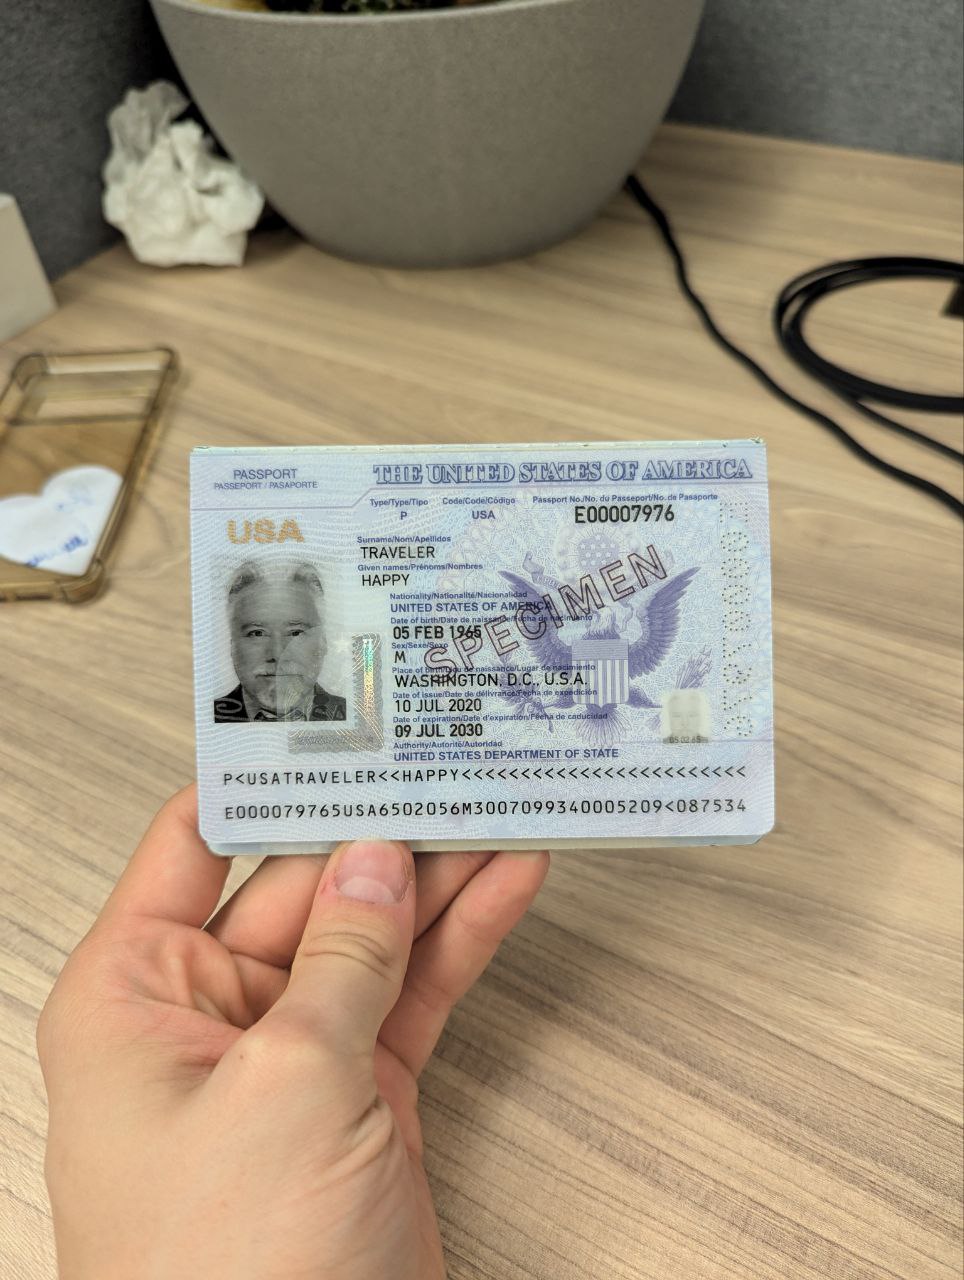 PASSPORT
PASSEPORT / PASAPORTE
THE UNITED STATES OF AMERICA
Type/Type/Tipo Code/Code/Código Passport No./No. du Passeport/No. de Pasaporte
P USA E00007976
USA
Surname/Nom/Apellidos
TRAVELER
Given names/Prénoms/Nombres
HAPPY
Nationality/Nationalité/Nacionalidad
UNITED STATES OF AMERICA
Date of birth/Date de naissance/Fecha de nacimiento
05 FEB 1965
Sex/Sexe/Sexo
M
Place of birth/Lieu de naissance/Lugar de nacimiento
WASHINGTON, D.C., U.S.A.
Date of issue/Date de délivrance/Fecha de expedición
10 JUL 2020
Date of expiration/Date d'expiration/Fecha de caducidad
09 JUL 2030
Authority/Autorité/Autoridad
UNITED STATES DEPARTMENT OF STATE
SPECIMEN
05 02 65
P<USATRAVELER<<HAPPY<<<<<<<<<<<<<<<<<<<<<<<<
E000079765USA6502056M3007099340005209<087534